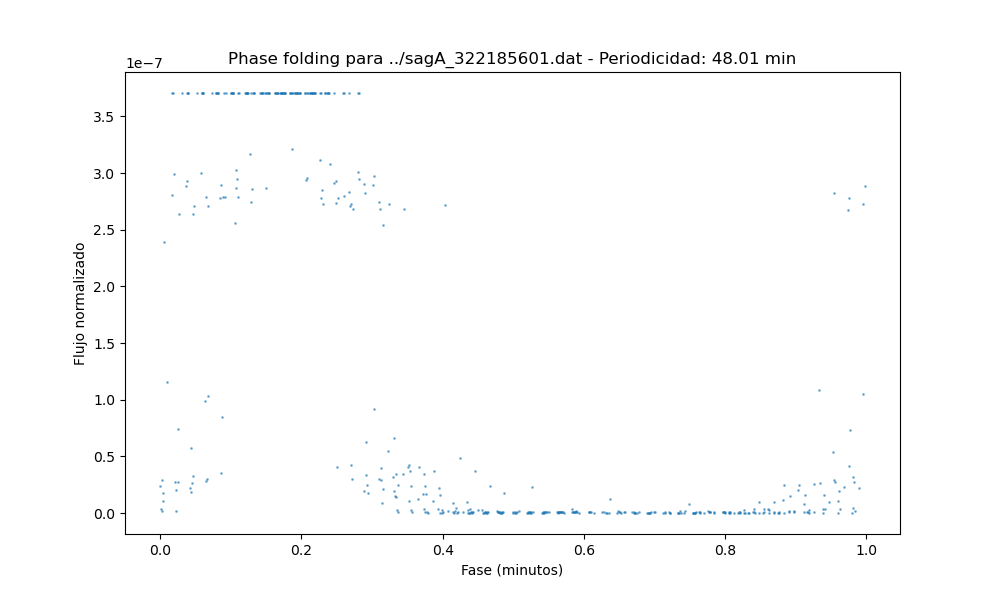 Phase folding para ../sagA_322185601.dat - Periodicidad: 48.01 min
1e−7
3.5
3.0
2.5
2.0
1.5
1.0
0.5
0.0
Flujo normalizado
0.0 0.2 0.4 0.6 0.8 1.0
Fase (minutos)